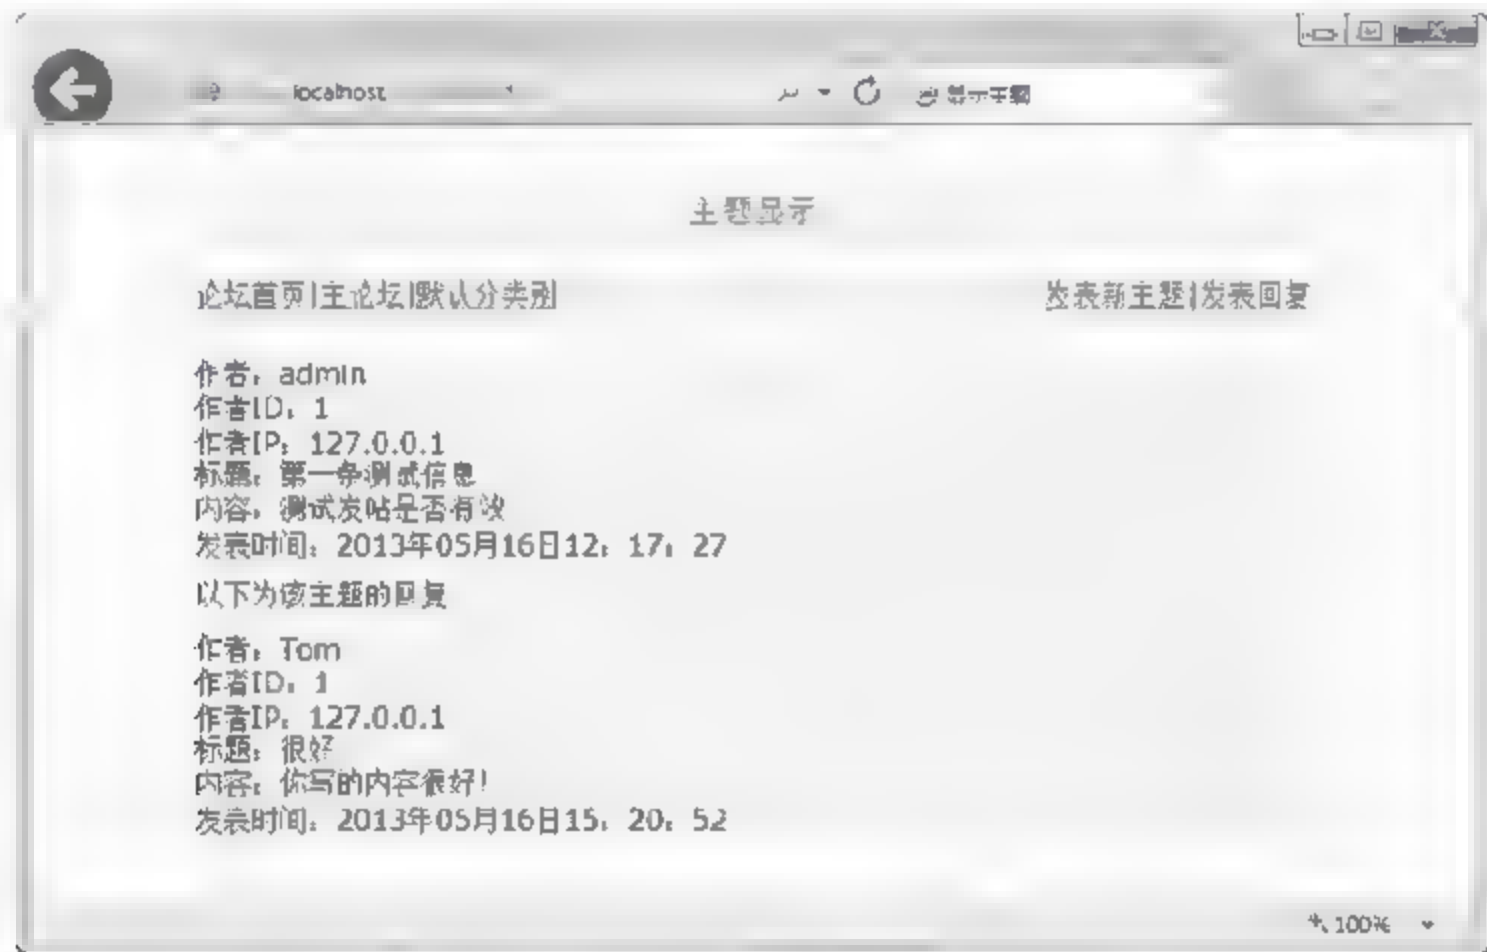 localhost 显示主题
主题显示
论坛首页|主论坛|默认分类别 发表新主题|发表回复
作者：admin
作者ID：1
作者IP：127.0.0.1
标题：第一条测试信息
内容：测试发帖是否有效
发表时间：2013年05月16日12：17：27
以下为该主题的回复
作者：Tom
作者ID：1
作者IP：127.0.0.1
标题：很好
内容：你写的内容很好！
发表时间：2013年05月16日15：20：52
100%